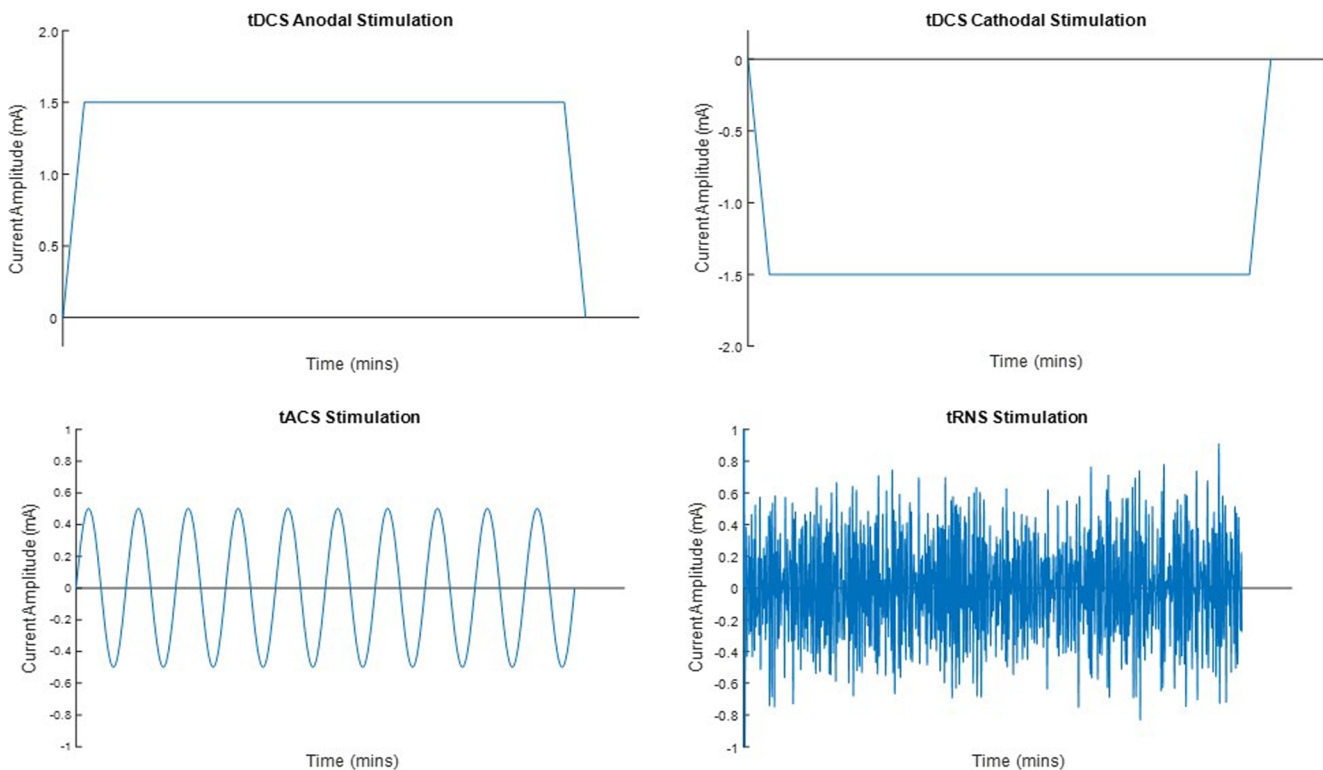 tDCS Anodal Stimulation
2.0
1.5
1.0
0.5
0
Current Amplitude (mA)
Time (mins)
tDCS Cathodal Stimulation
0
-0.5
-1.0
-1.5
-2.0
Current Amplitude (mA)
Time (mins)
tACS Stimulation
1
0.8
0.6
0.4
0.2
0
-0.2
-0.4
-0.6
-0.8
-1
Current Amplitude (mA)
Time (mins)
tRNS Stimulation
1
0.8
0.6
0.4
0.2
0
-0.2
-0.4
-0.6
-0.8
-1
Current Amplitude (mA)
Time (mins)